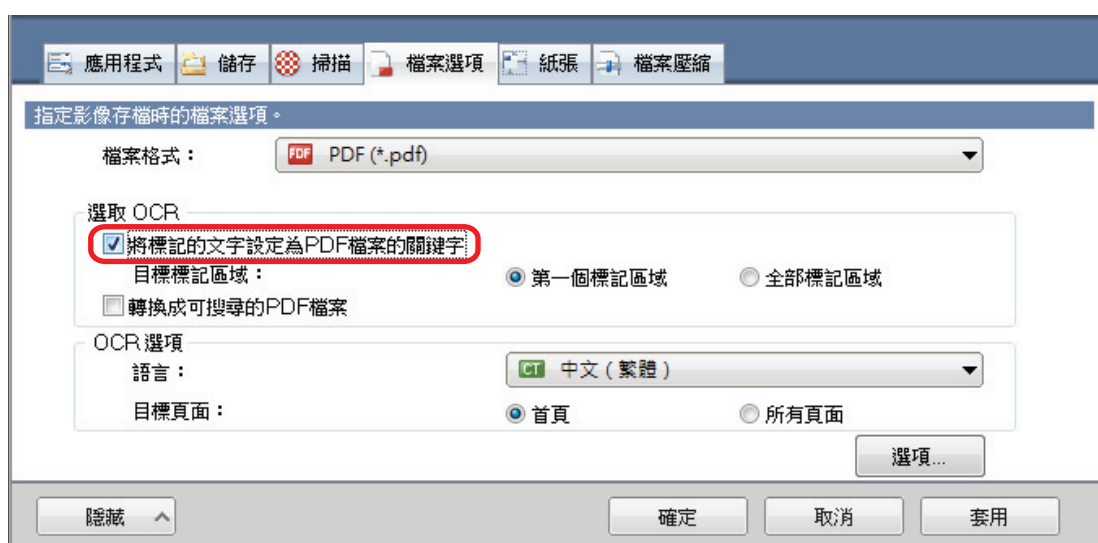 應用程式 儲存 掃描 檔案選項 紙張 檔案壓縮
指定影像存檔時的檔案選項。
檔案格式： PDF PDF (*.pdf)
選取 OCR
將標記的文字設定為PDF檔案的關鍵字
目標標記區域： 第一個標記區域 全部標記區域
轉換成可搜尋的PDF檔案
OCR 選項
語言： CT 中文 ( 繁體 )
目標頁面： 首頁 所有頁面
選項...
隱藏 確定 取消 套用